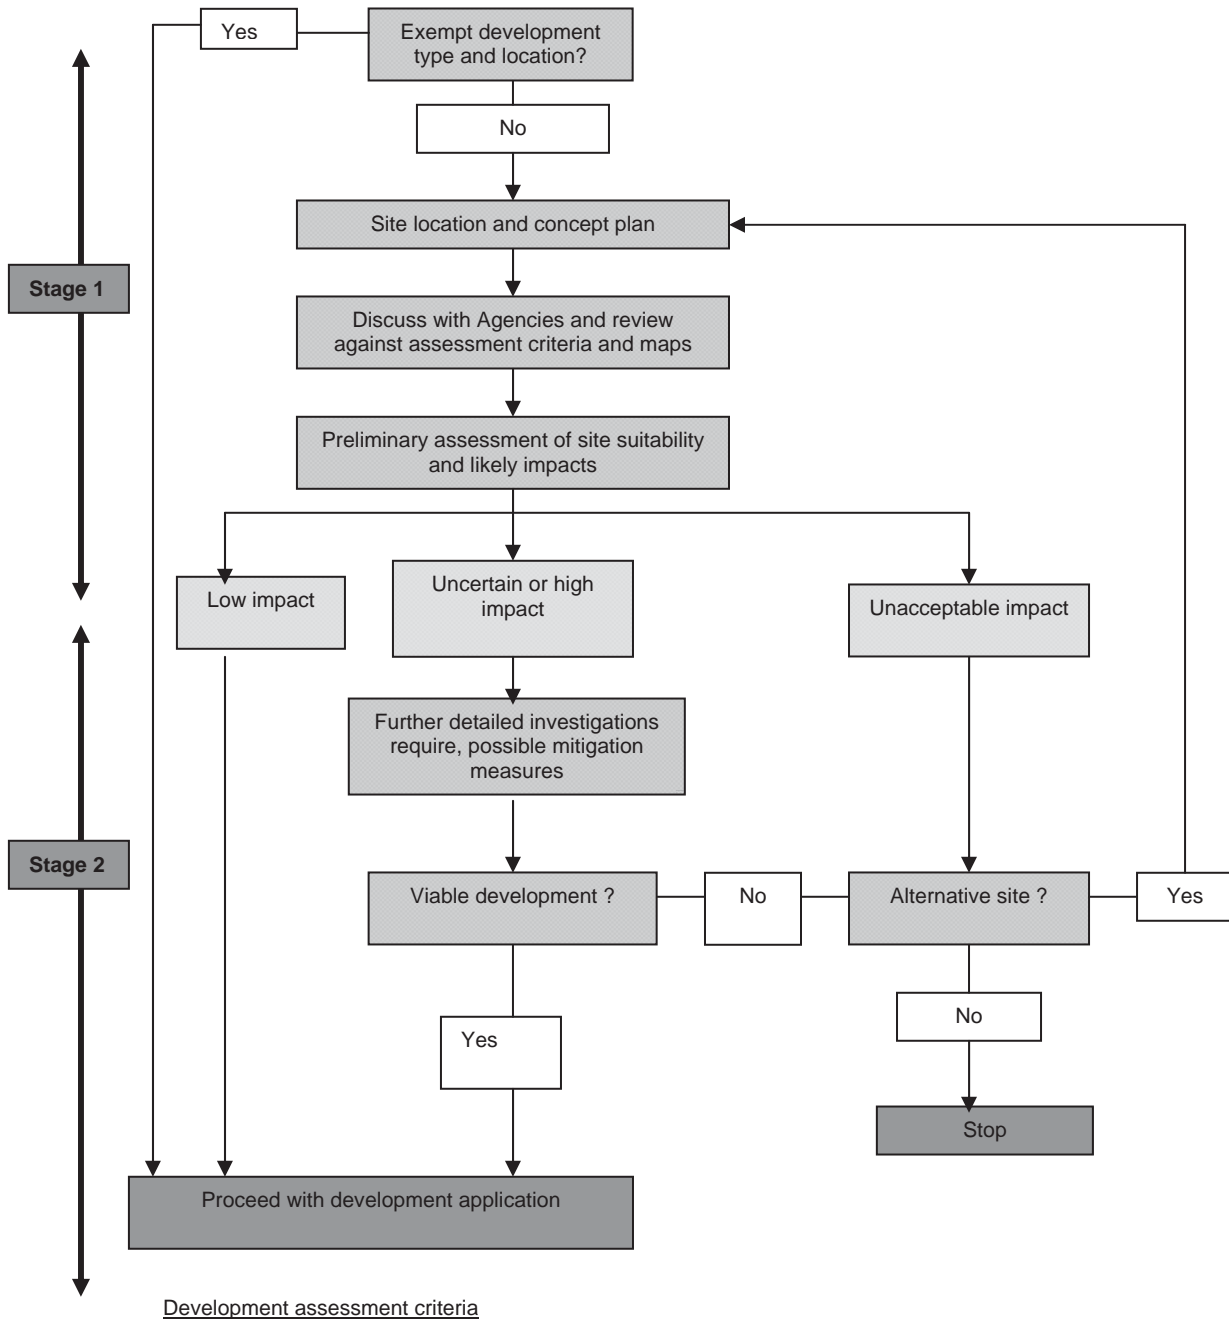 Yes
Exempt development
type and location?
No
Site location and concept plan
Stage 1
Discuss with Agencies and review
against assessment criteria and maps
Preliminary assessment of site suitability
and likely impacts
Low impact
Uncertain or high
impact
Unacceptable impact
Further detailed investigations
require, possible mitigation
measures
Stage 2
Viable development ?
No
Alternative site ?
Yes
Yes
No
Stop
Proceed with development application
Development assessment criteria